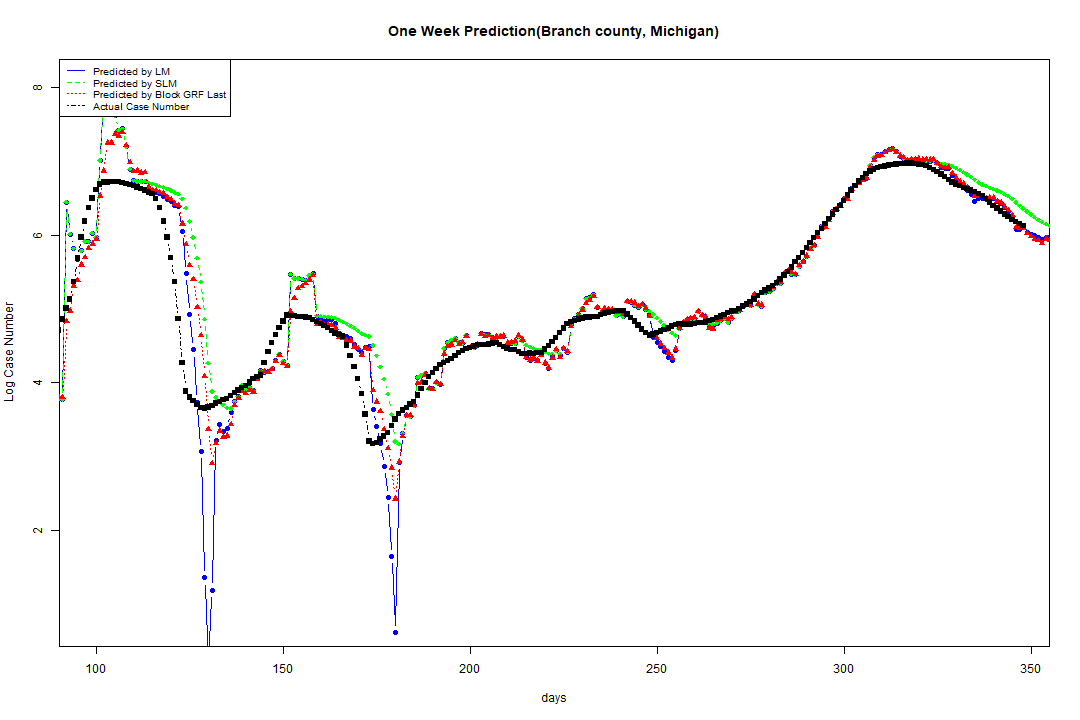 One Week Prediction(Branch county, Michigan)
Predicted by LM
Predicted by SLM
Predicted by Block GRF Last
Actual Case Number
8
6
4
2
Log Case Number
100 150 200 250 300 350
days